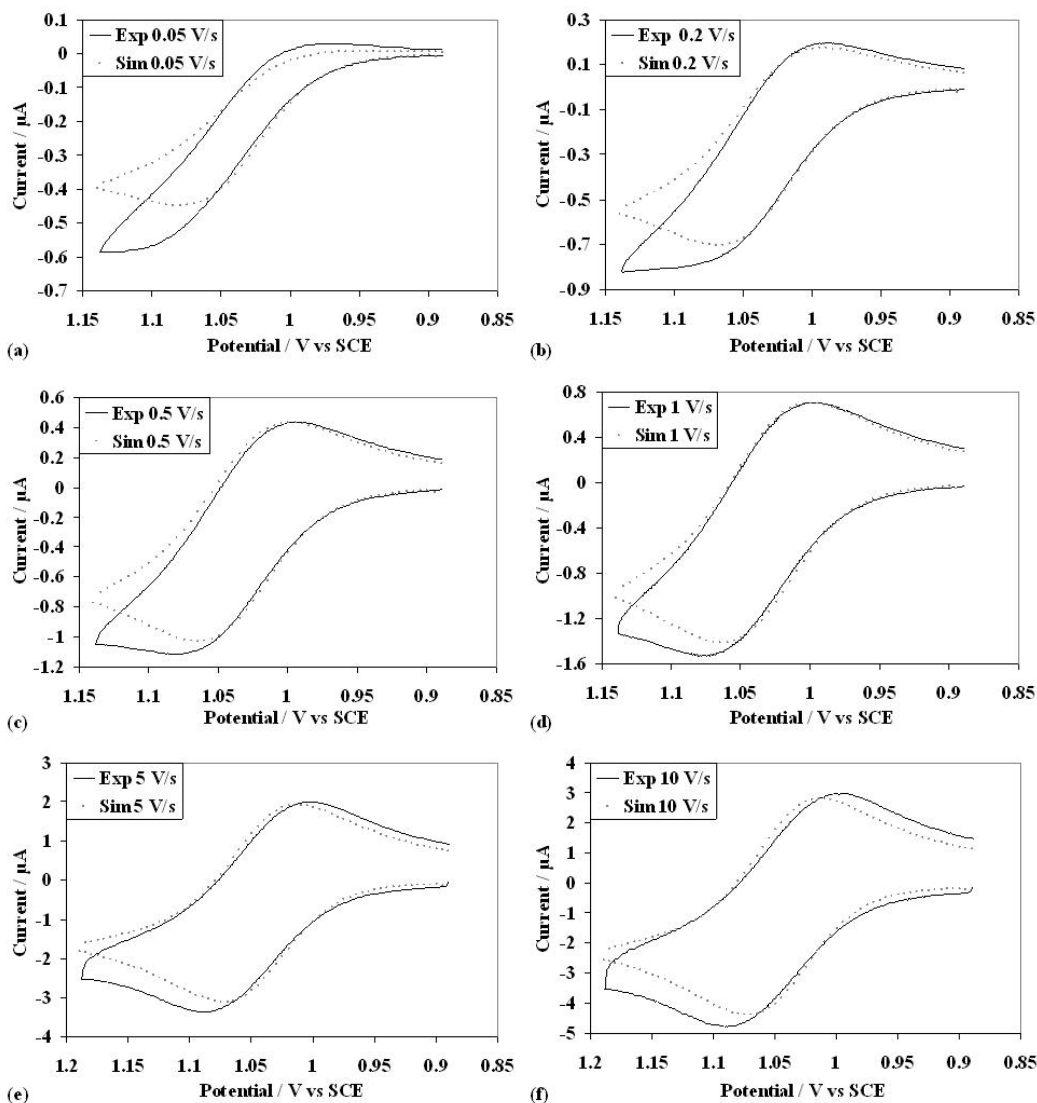 0.1
0
-0.1
-0.2
-0.3
-0.4
-0.5
-0.6
-0.7
Current / µA
Exp 0.05 V/s
Sim 0.05 V/s
1.15 1.1 1.05 1 0.95 0.9 0.85
Potential / V vs SCE
(a)
0.3
0.1
-0.1
-0.3
-0.5
-0.7
-0.9
Current / µA
Exp 0.2 V/s
Sim 0.2 V/s
1.15 1.1 1.05 1 0.95 0.9 0.85
Potential / V vs SCE
(b)
0.6
0.4
0.2
0
-0.2
-0.4
-0.6
-0.8
-1
-1.2
Current / µA
Exp 0.5 V/s
Sim 0.5 V/s
1.15 1.1 1.05 1 0.95 0.9 0.85
Potential / V vs SCE
(c)
0.8
0.4
0
-0.4
-0.8
-1.2
-1.6
Current / µA
Exp 1 V/s
Sim 1 V/s
1.15 1.1 1.05 1 0.95 0.9 0.85
Potential / V vs SCE
(d)
3
2
1
0
-1
-2
-3
-4
Current / µA
Exp 5 V/s
Sim 5 V/s
1.2 1.15 1.1 1.05 1 0.95 0.9 0.85
Potential / V vs SCE
(e)
4
3
2
1
0
-1
-2
-3
-4
-5
Current / µA
Exp 10 V/s
Sim 10 V/s
1.2 1.15 1.1 1.05 1 0.95 0.9 0.85
Potential / V vs SCE
(f)